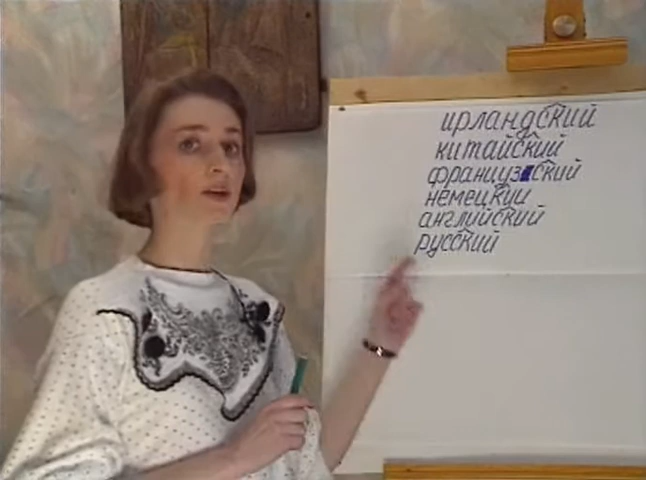 ирландский
китайский
французский
немецкий
английский
русский